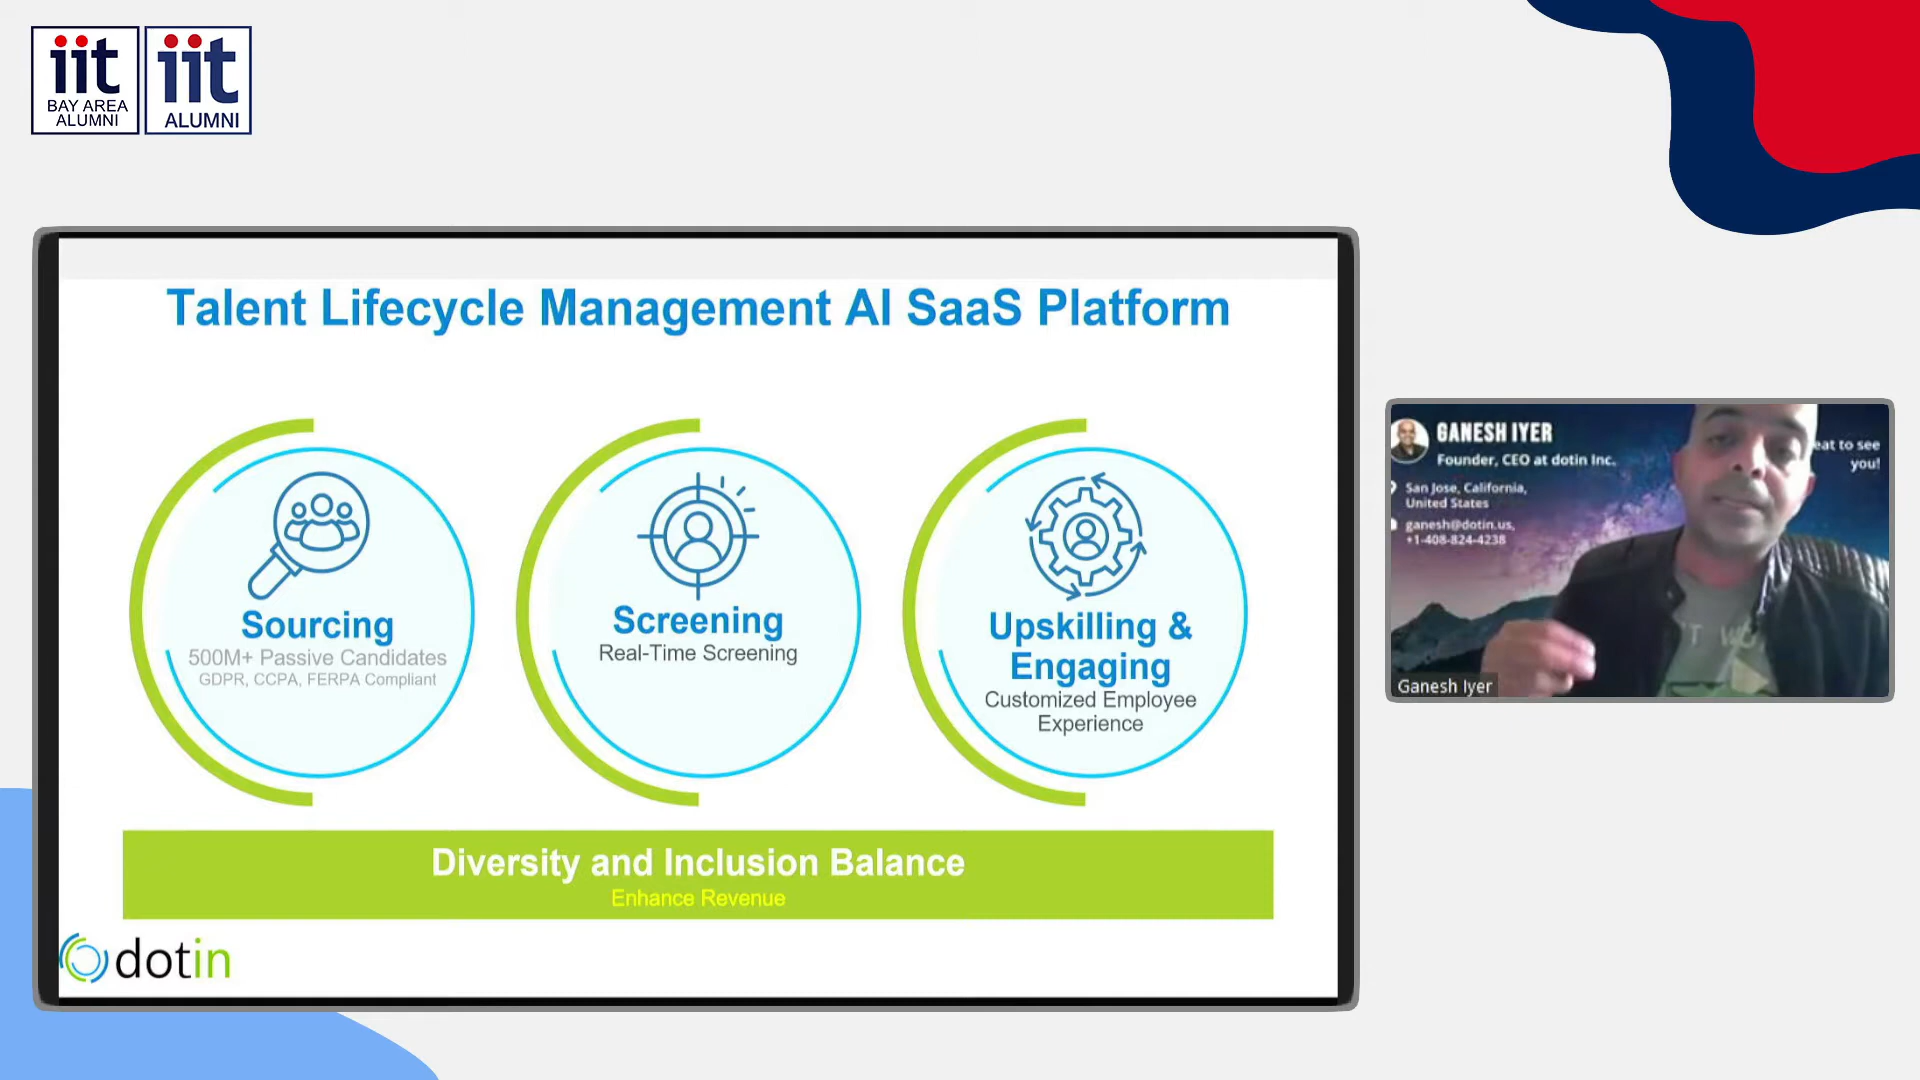 iit
BAY AREA
ALUMNI
iit
ALUMNI
Talent Lifecycle Management AI SaaS Platform
Sourcing
500M+ Passive Candidates
GDPR, CCPA, FERPA Compliant
Screening
Real-Time Screening
Upskilling &
Engaging
Customized Employee
Experience
Diversity and Inclusion Balance
Enhance Revenue
dotin
GANESH IYER
Founder, CEO at dotin Inc.
San Jose, California,
United States
ganesh@dotin.us,
+1-408-824-4238
to see
you!
Ganesh Iyer